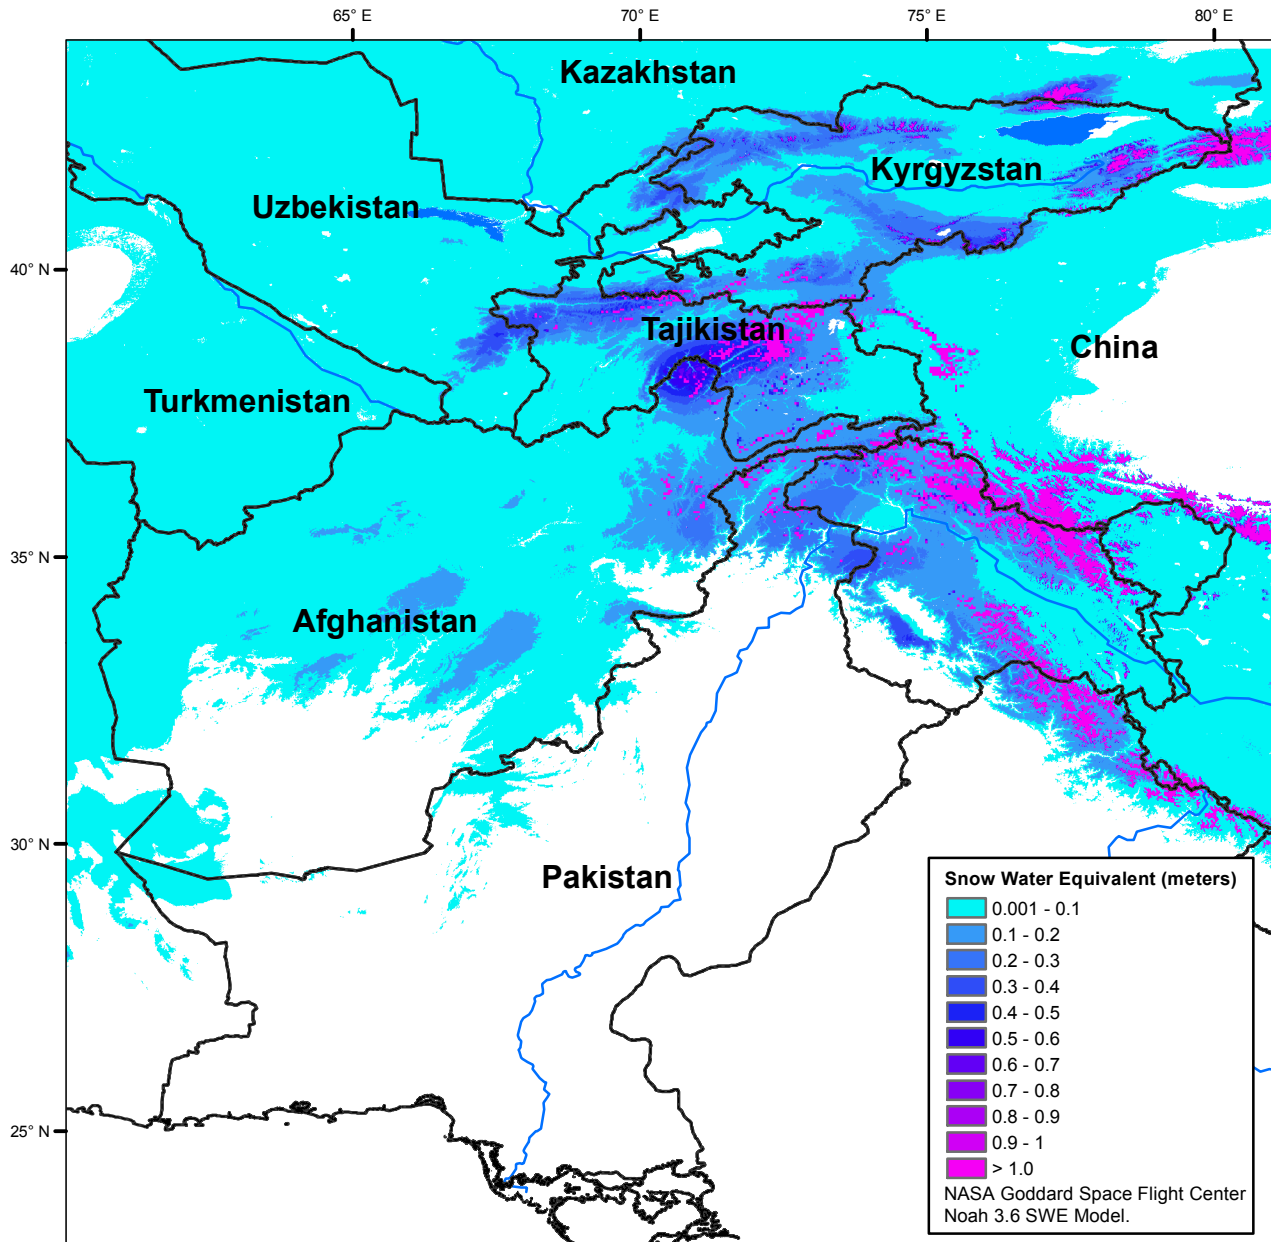 65° E
70° E
75° E
80° E
Kazakhstan
Kyrgyzstan
Uzbekistan
40° N
Tajikistan
China
Turkmenistan
35° N
Afghanistan
30° N
Pakistan
25° N
Snow Water Equivalent (meters)
0.001 - 0.1
0.1 - 0.2
0.2 - 0.3
0.3 - 0.4
0.4 - 0.5
0.5 - 0.6
0.6 - 0.7
0.7 - 0.8
0.8 - 0.9
0.9 - 1
> 1.0
NASA Goddard Space Flight Center
Noah 3.6 SWE Model.